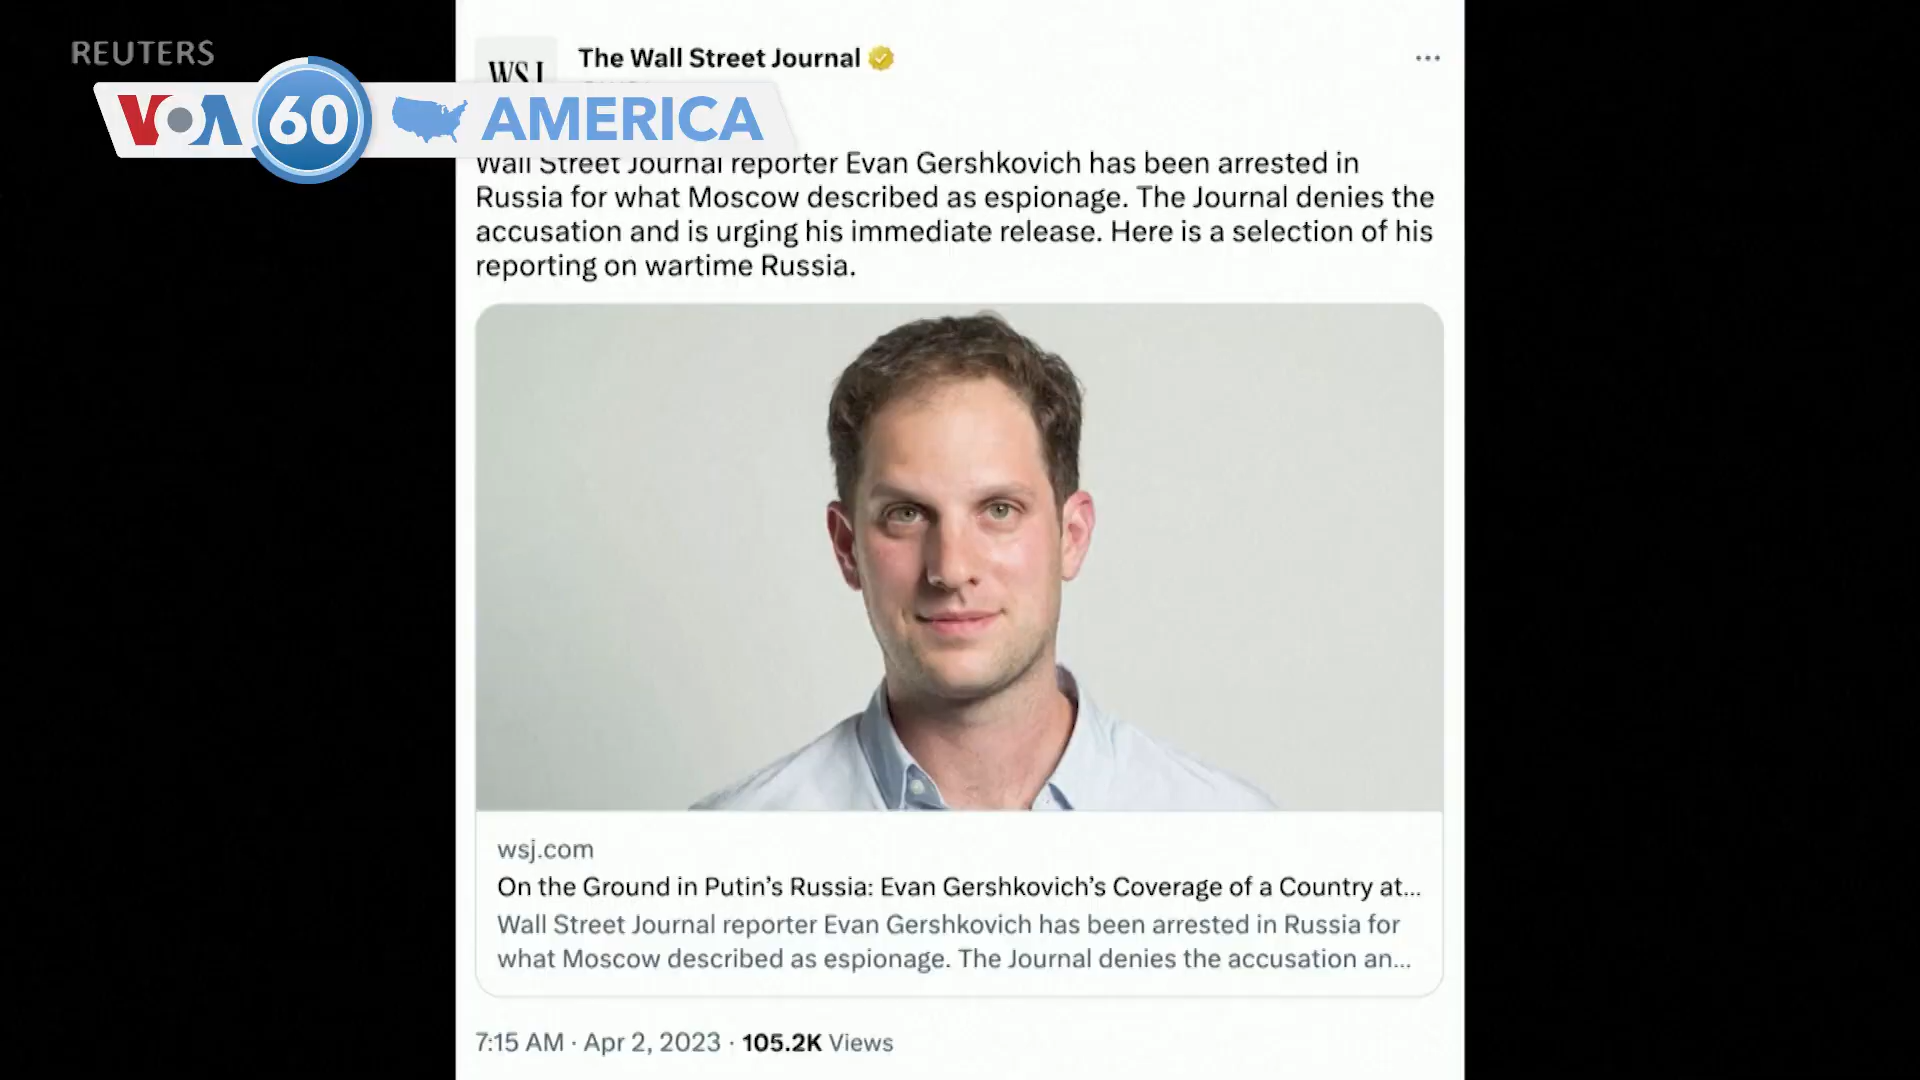 REUTERS
VOA 60 AMERICA
WSJ
The Wall Street Journal
Wall Street Journal reporter Evan Gershkovich has been arrested in
Russia for what Moscow described as espionage. The Journal denies the
accusation and is urging his immediate release. Here is a selection of his
reporting on wartime Russia.
wsj.com
On the Ground in Putin’s Russia: Evan Gershkovich’s Coverage of a Country at...
Wall Street Journal reporter Evan Gershkovich has been arrested in Russia for
what Moscow described as espionage. The Journal denies the accusation an...
7:15 AM · Apr 2, 2023 · 105.2K Views